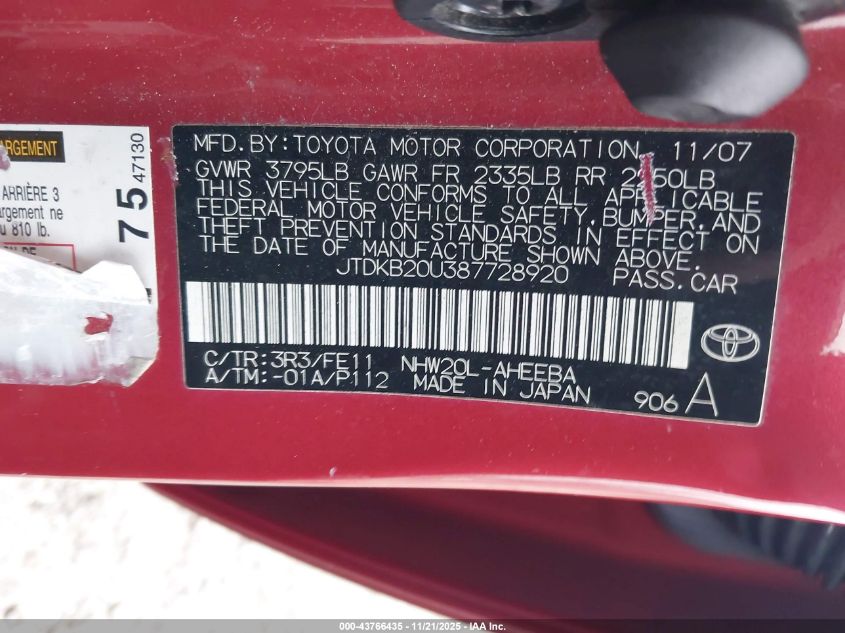 ARGEMENT
ARRIÈRE 3
argement ne
810 lb.
75
47130
MFD.BY:TOYOTA MOTOR CORPORATION 11/07
GVWR 3795LB GAWR FR 2335LB RR
THIS VEHICLE CONFORMS TO ALL APPLICABLE
FEDERAL MOTOR VEHICLE SAFETY, BUMPER, AND
THEFT PREVENTION STANDARDS IN EFFECT ON
THE DATE OF MANUFACTURE SHOWN ABOVE.
JTDKB20U387728920 PASS.CAR
C/TR:3R3/FE11 NHW20L-AHEEBA
A/TM:-01A/P112 MADE IN JAPAN
906 A
000-43766435 - 11/21/2025 - IAA Inc.